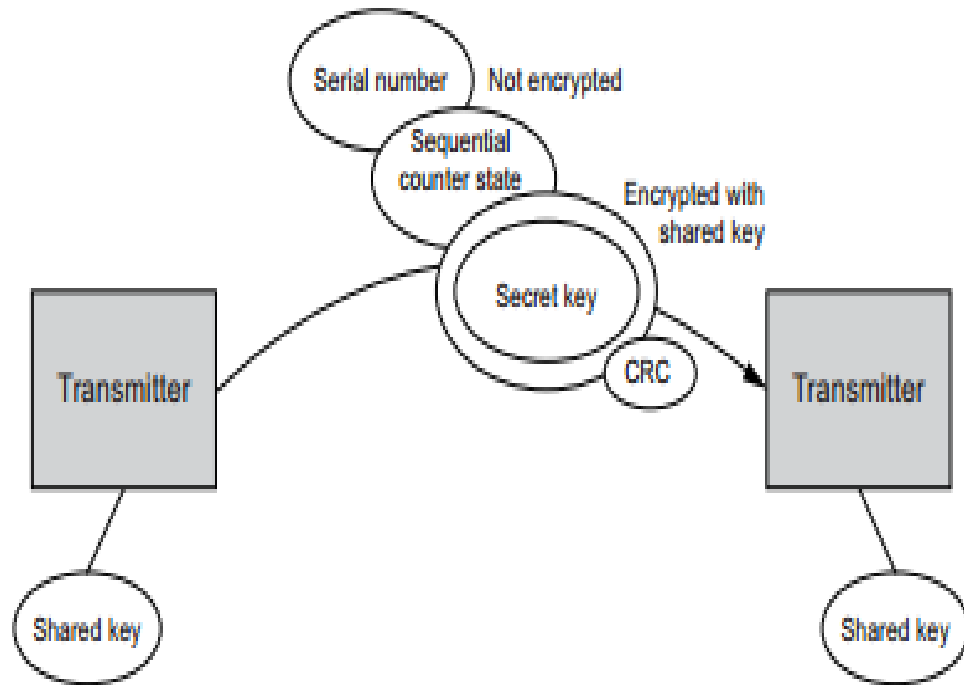 Serial number
Not encrypted
Sequential
counter state
Encrypted with
shared key
Secret key
CRC
Transmitter
Transmitter
Shared key
Shared key